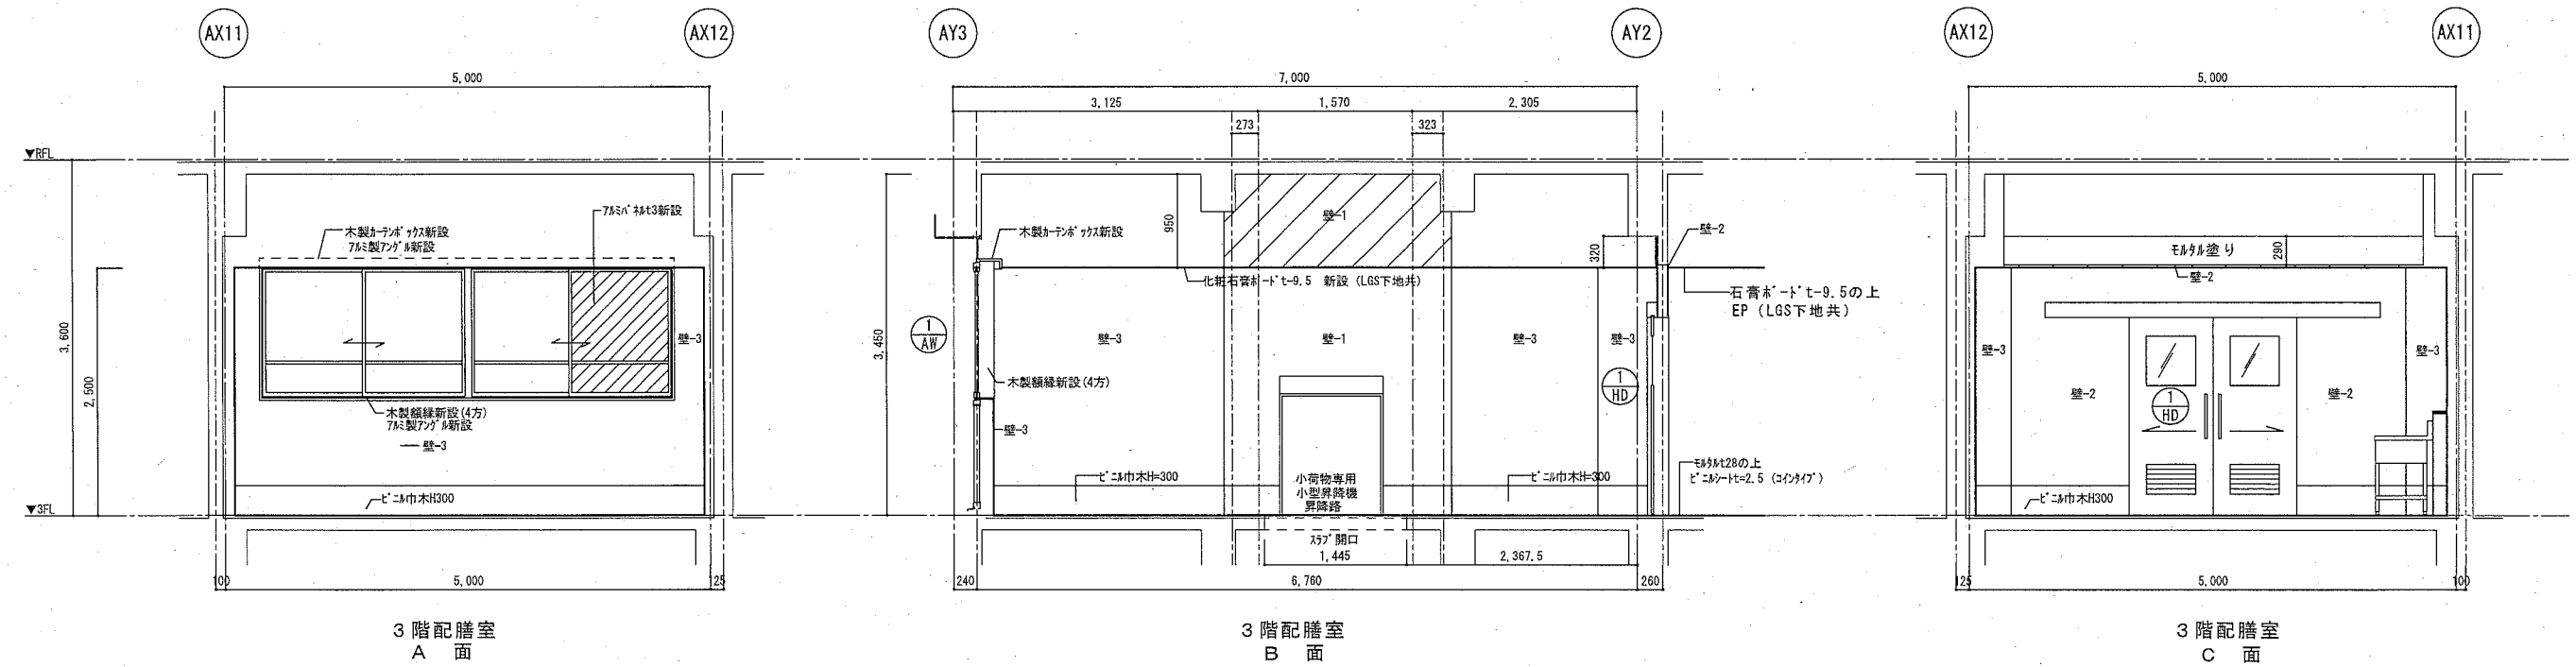 AX11
AX12
5,000
▼RFL
3,600
2,500
木製カーテンボックス新設
アルミ製アングル新設
アルミパネルt3新設
壁-3
木製額縁新設(4方)
アルミ製アングル新設
壁-3
ビニル巾木H300
▼3FL
100
5,000
125
3階配膳室
A 面
AY3
AY2
7,000
3,125
1,570
2,305
273
323
950
3,450
320
木製カーテンボックス新設
壁-1
壁-2
化粧石膏ボードt-9.5 新設 (LGS下地共)
石膏ボードt-9.5の上
EP (LGS下地共)
1
AW
壁-3
壁-1
壁-3
壁-3
木製額縁新設(4方)
1
HD
壁-3
ビニル巾木H=300
小荷物専用
小型昇降機
昇降路
ビニル巾木H=300
モルタルt28の上
ビニルシートt=2.5 (コインタイプ)
スラブ開口
1,445
2,367.5
240
6,760
260
3階配膳室
B 面
AX12
AX11
5,000
モルタル塗り
290
壁-2
壁-3
壁-3
壁-2
1
HD
壁-2
ビニル巾木H300
125
5,000
100
3階配膳室
C 面